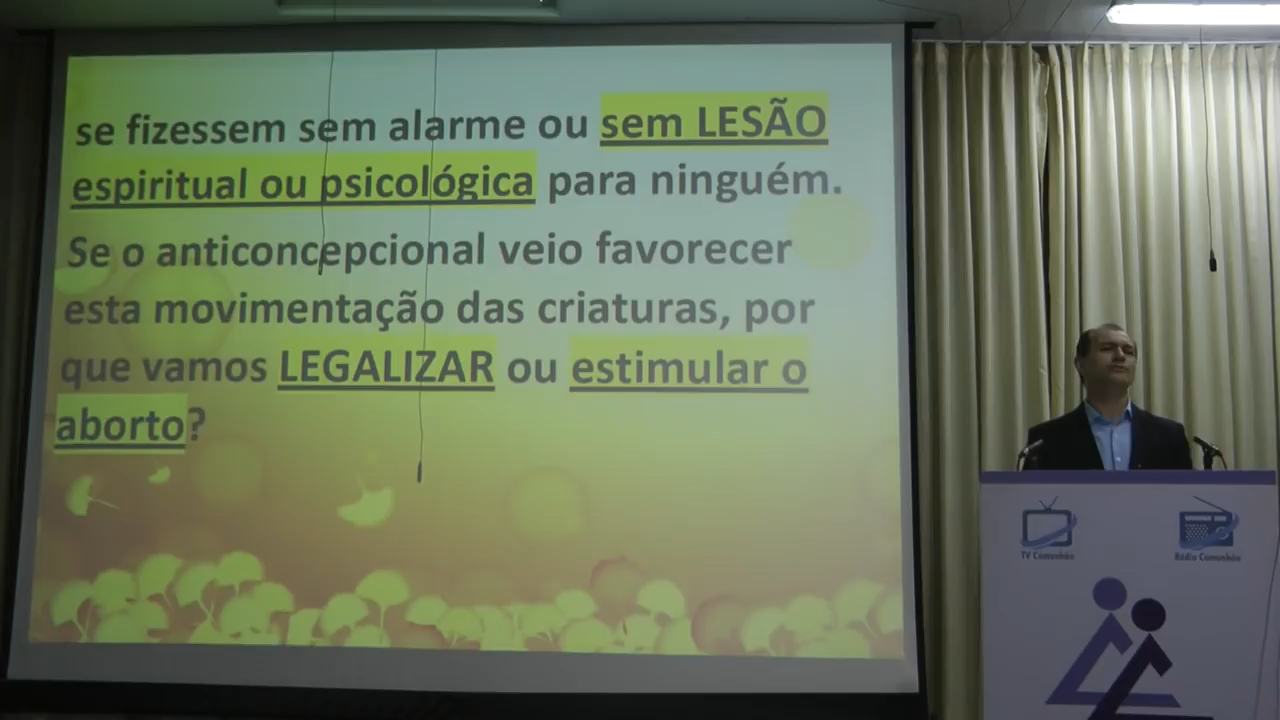 se fizessem sem alarme ou sem LESÃO
espiritual ou psicológica para ninguém.
Se o anticoncepcional veio favorecer
esta movimentação das criaturas, por
que vamos LEGALIZAR ou estimular o
aborto?
TV Comunhão
Rádio Comunhão